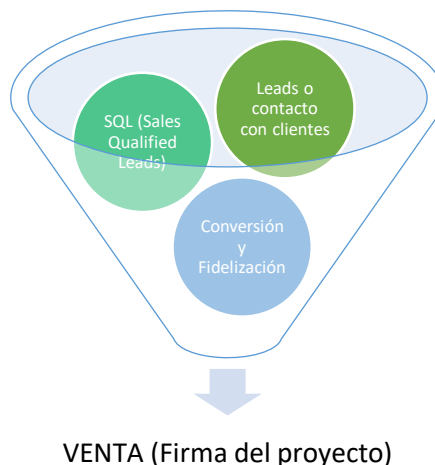 Leads o
contacto
con clientes
SQL (Sales
Qualified
Leads)
Conversión
y
Fidelización
VENTA (Firma del proyecto)